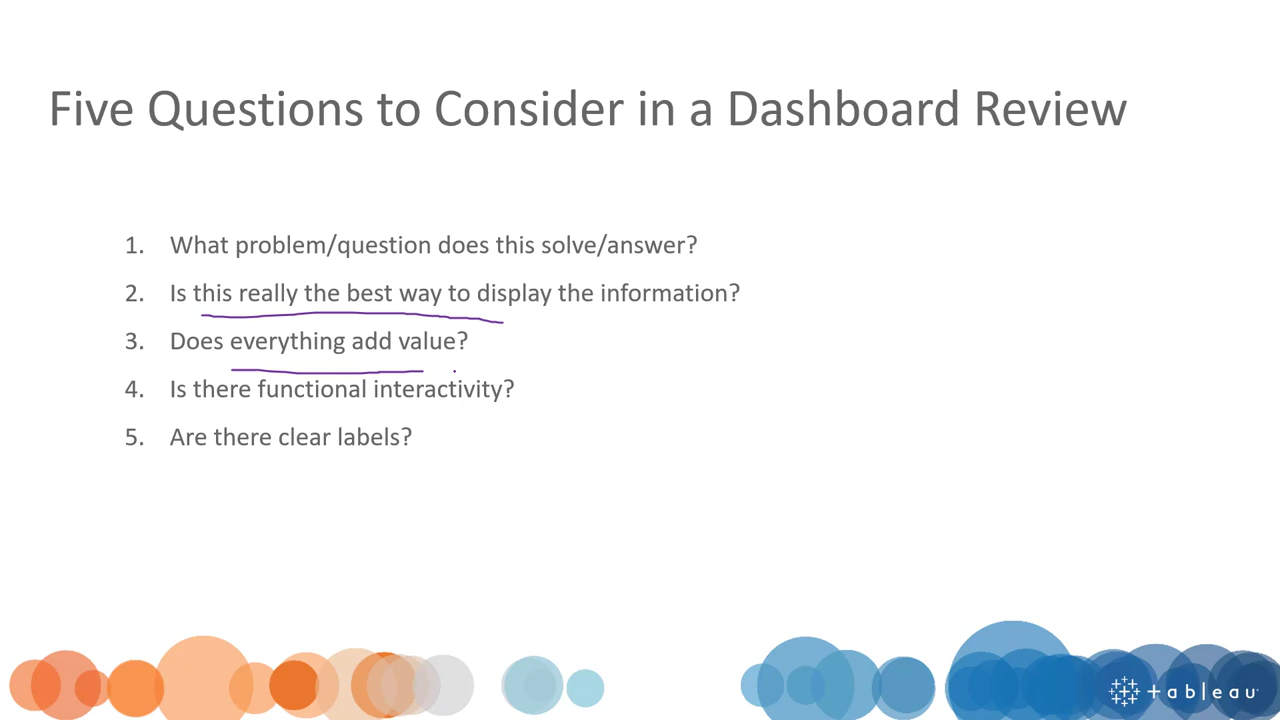 Five Questions to Consider in a Dashboard Review
1. What problem/question does this solve/answer?
2. Is this really the best way to display the information?
3. Does everything add value?
4. Is there functional interactivity?
5. Are there clear labels?
tableau